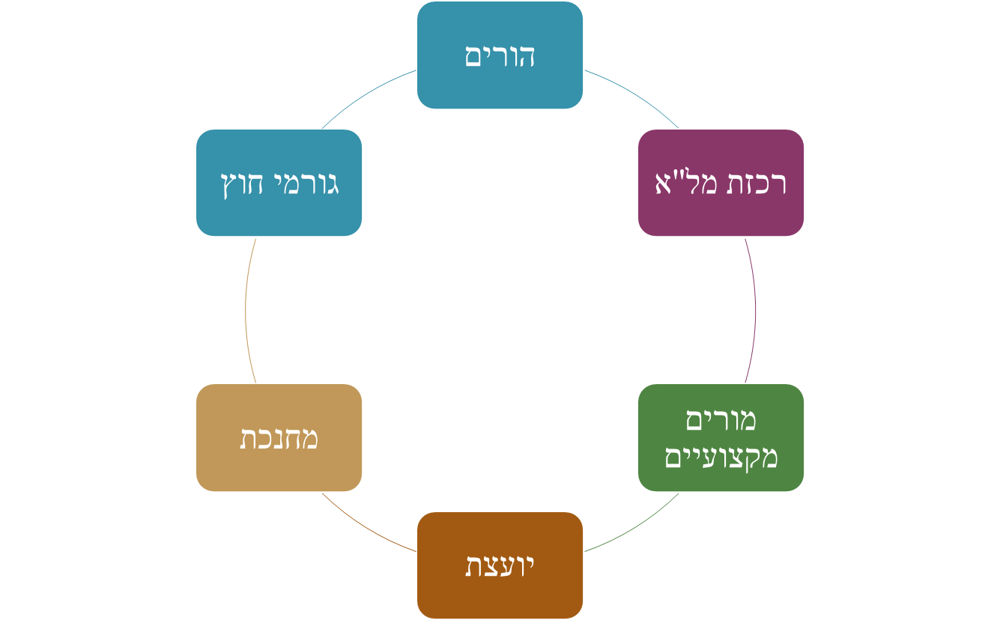 הורים
רכזת מל"א
מורים
מקצועיים
יועצת
מחנכת
גורמי חוץ